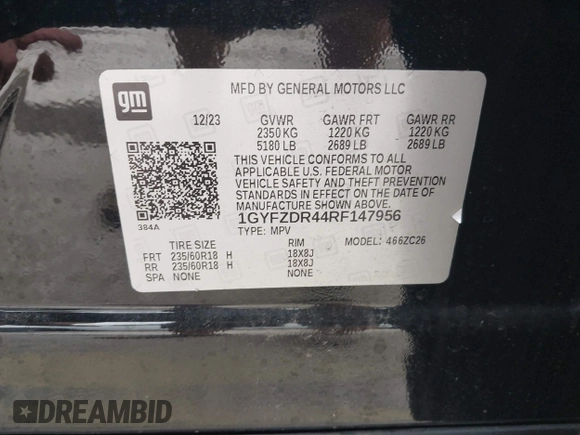 gm
MFD BY GENERAL MOTORS LLC
12/23 GVWR GAWR FRT GAWR RR
2350 KG 1220 KG 1220 KG
5180 LB 2689 LB 2689 LB
THIS VEHICLE CONFORMS TO ALL
APPLICABLE U.S. FEDERAL MOTOR
VEHICLE SAFETY AND THEFT PREVENTION
STANDARDS IN EFFECT ON THE DATE OF
MANUFACTURE SHOWN ABOVE.
1GYFZDR44RF147956
384A TYPE: MPV MODEL: 466ZC26
TIRE SIZE RIM
FRT 235/60R18 H 18X8J
RR 235/60R18 H 18X8J
SPA NONE NONE
DREAMBID